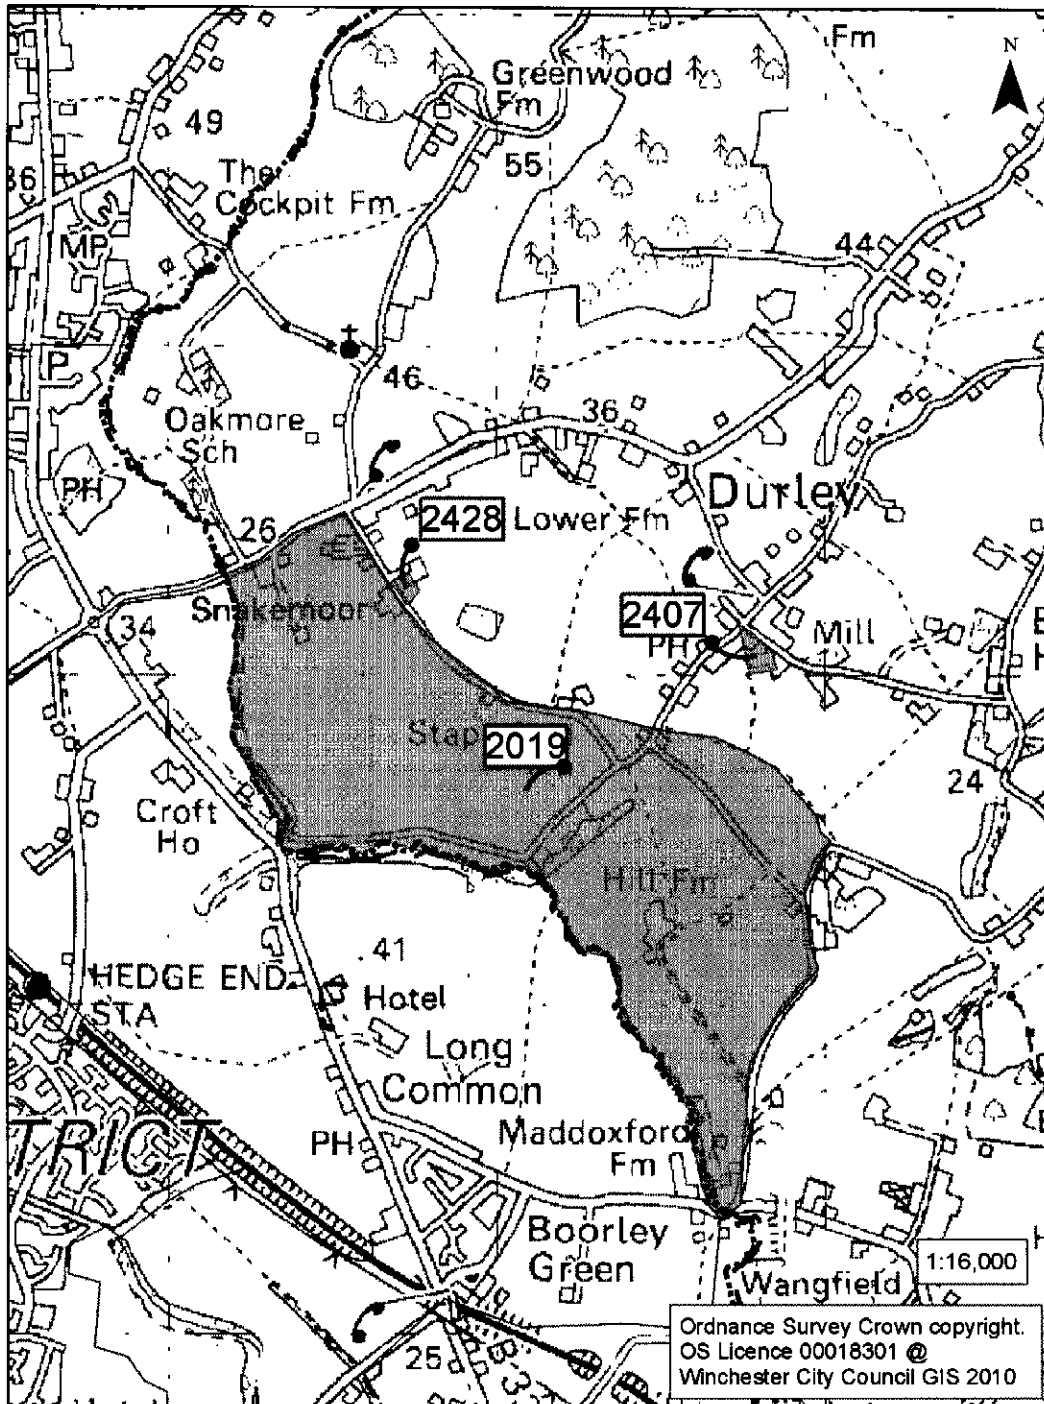 Fm
N
Greenwood
Fm
49
55
The
Cockpit Fm
36
MP
44
P
46
36
Oakmore
Sch
PH
Durley
2428 Lower Fm
26
Snakemoor
2407
PH
Mill
34
Stap
2019
24
Croft
Ho
Hill Fm
41
HEDGE END
STA
Hotel
Long
Common
TRICT
PH
Maddoxford
Fm
Boorley
Green
1:16,000
Wangfield
25
Ordnance Survey Crown copyright.
OS Licence 00018301 @
Winchester City Council GIS 2010